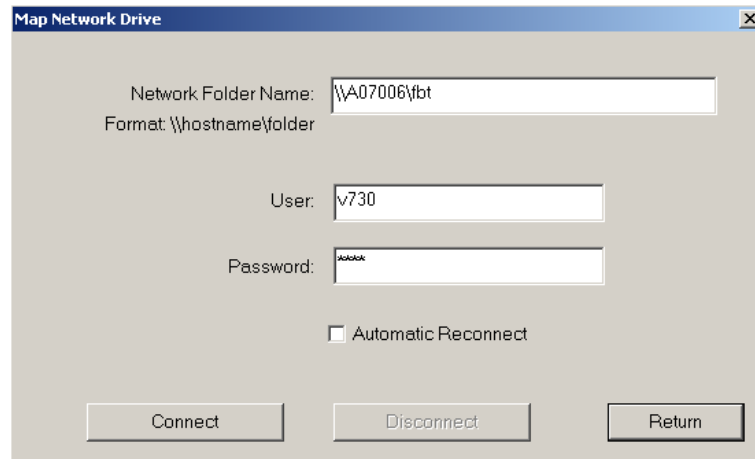 Map Network Drive
Network Folder Name: \\A07006\fbt
Format: \\hostname\folder
User: v730
Password: ****
Automatic Reconnect
Connect Disconnect Return